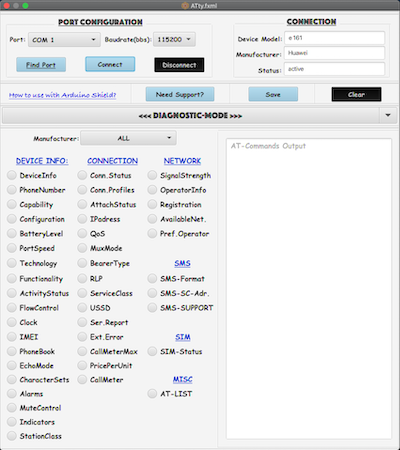 ATty.fxml
PORT CONFIGURATION
Port: COM 1 Baudrate(bbs): 115200
Find Port Connect Disconnect
CONNECTION
Device Model: e161
Manufacturer: Huawei
Status: active
How to use with Arduino Shield? Need Support? Save Clear
<<< DIAGNOSTIC-MODE >>>
Manufacturer: ALL
DEVICE INFO:
DeviceInfo
PhoneNumber
Capability
Configuration
BatteryLevel
PortSpeed
Technology
Functionality
ActivityStatus
FlowControl
Clock
IMEI
PhoneBook
EchoMode
CharacterSets
Alarms
MuteControl
Indicators
StationClass
CONNECTION
Conn.Status
Conn.Profiles
AttachStatus
IPadress
QoS
MuxMode
BearerType
RLP
ServiceClass
USSD
Ser.Report
Ext.Error
CallMeterMax
PricePerUnit
CallMeter
NETWORK
SignalStrength
OperatorInfo
Registration
AvailableNet.
Pref.Operator
SMS
SMS-Format
SMS-SC-Adr.
SMS-SUPPORT
SIM
SIM-Status
MISC
AT-LIST
AT-Commands Output